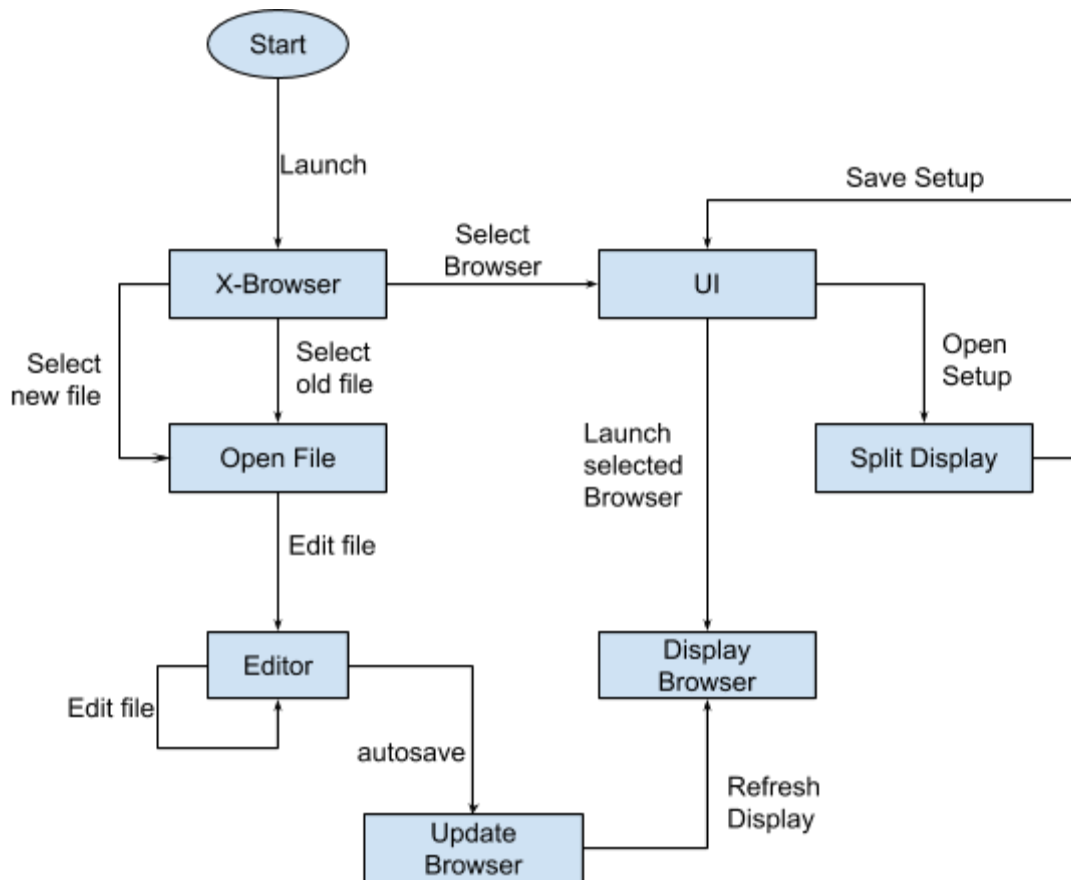 Start
Launch
Save Setup
Select
Browser
X-Browser
UI
Select
new file
Select
old file
Open
Setup
Open File
Launch
selected
Browser
Split Display
Edit file
Editor
Display
Browser
Edit file
autosave
Refresh
Display
Update
Browser